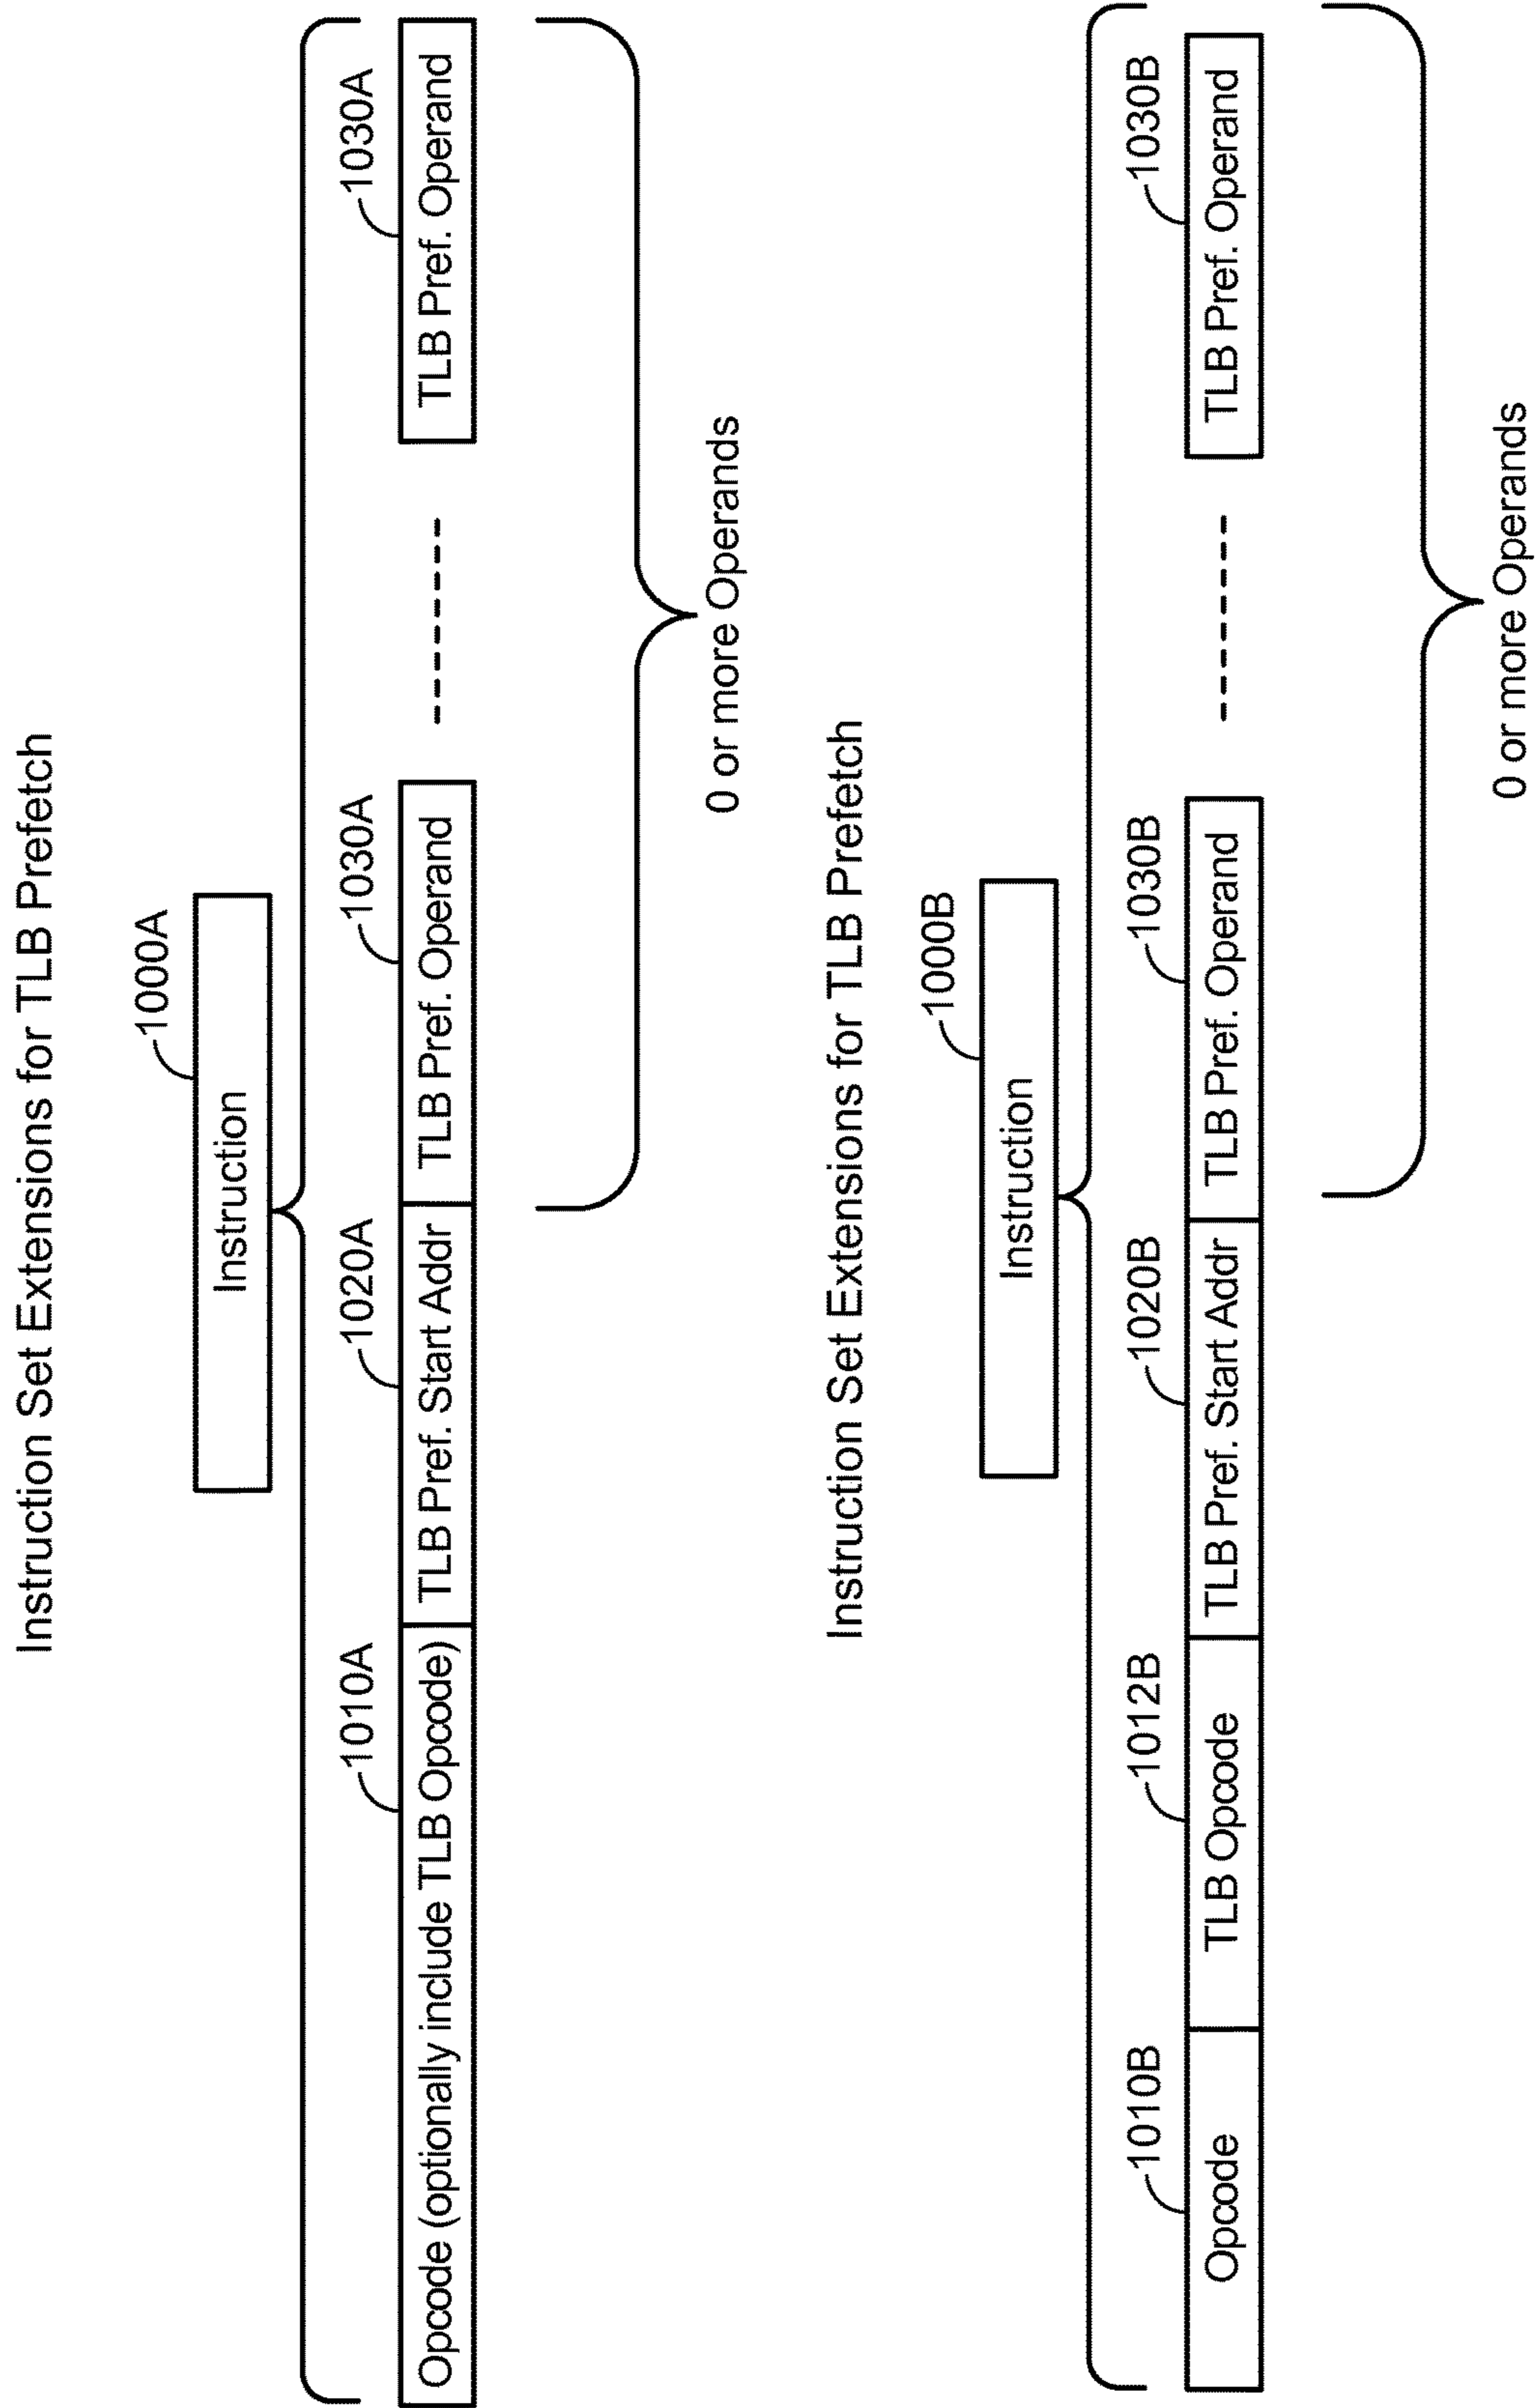 Instruction Set Extensions for TLB Prefetch
1000A
Instruction
1010A 1020A 1030A 1030A
Opcode (optionally include TLB Opcode) TLB Pref. Start Addr TLB Pref. Operand TLB Pref. Operand
0 or more Operands
Instruction Set Extensions for TLB Prefetch
1000B
Instruction
1010B 1012B 1020B 1030B 1030B
Opcode TLB Opcode TLB Pref. Start Addr TLB Pref. Operand TLB Pref. Operand
0 or more Operands